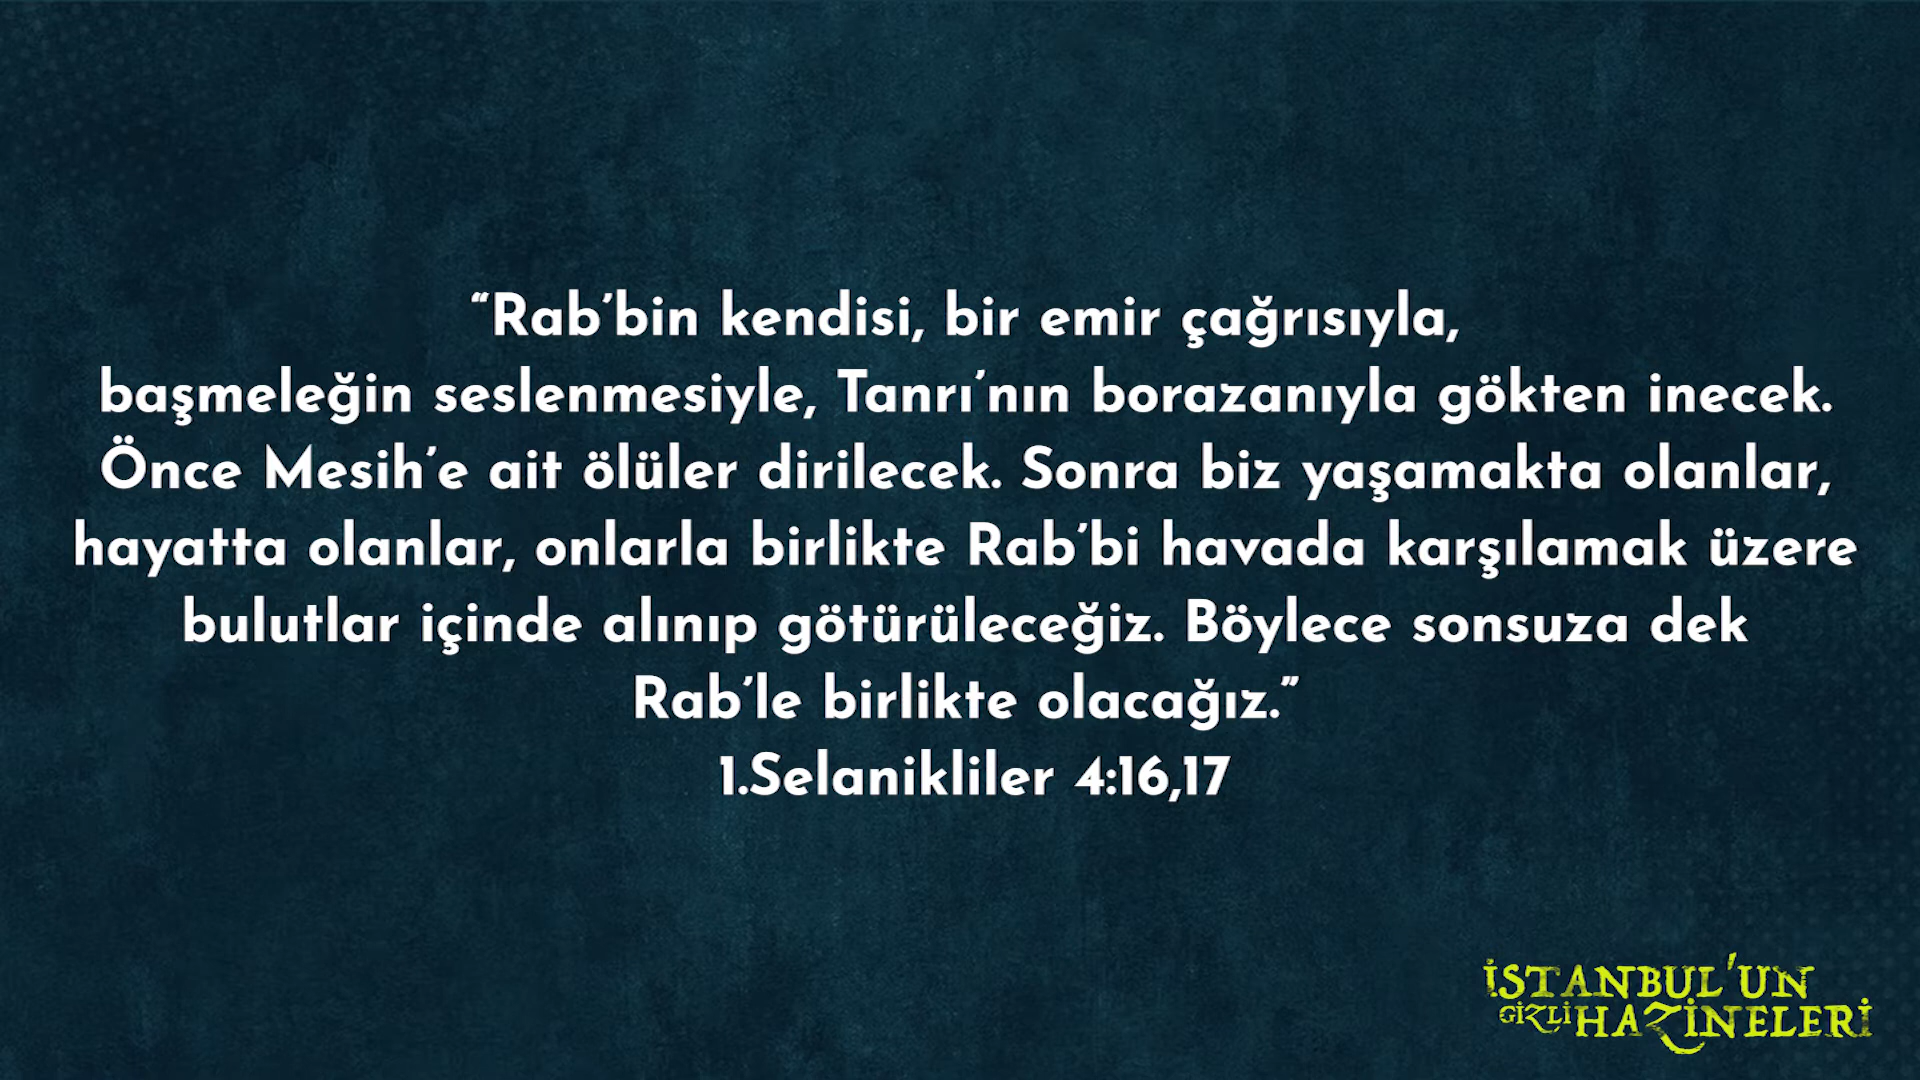 “Rab’bin kendisi, bir emir çağrısıyla,
başmeleğin seslenmesiyle, Tanrı’nın borazanıyla gökten inecek.
Önce Mesih’e ait ölüler dirilecek. Sonra biz yaşamakta olanlar,
hayatta olanlar, onlarla birlikte Rab’bi havada karşılamak üzere
bulutlar içinde alınıp götürüleceğiz. Böylece sonsuza dek
Rab’le birlikte olacağız.”
1.Selanikliler 4:16,17
İSTANBUL'UN
GİZLİ HAZİNELERİ